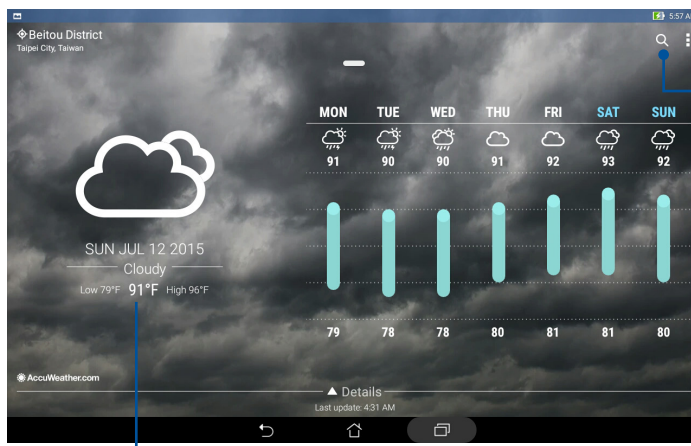 5:57 A
Beitou District
Taipei City, Taiwan
MON TUE WED THU FRI SAT SUN
91 90 90 91 92 93 92
SUN JUL 12 2015
Cloudy
Low 79°F 91°F High 96°F
79 78 78 80 81 81 80
AccuWeather.com
Details
Last update: 4:31 AM